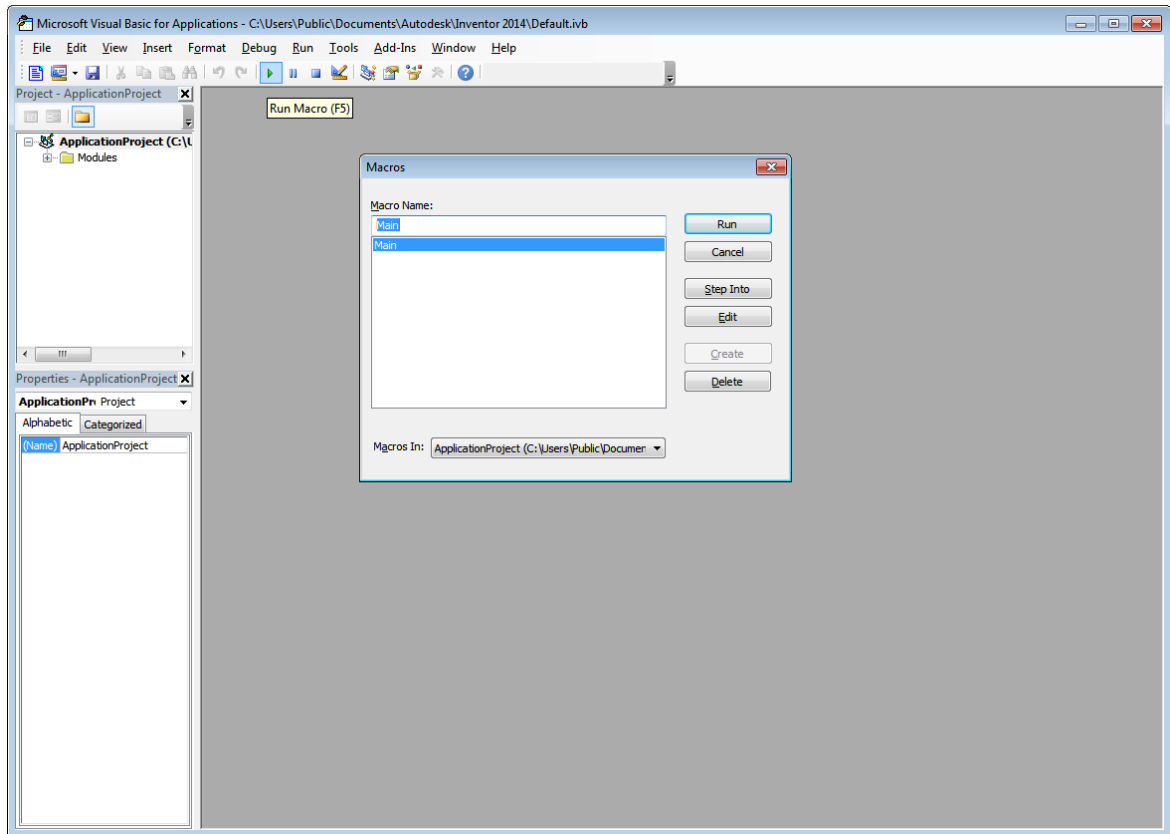 Microsoft Visual Basic for Applications - C:\Users\Public\Documents\Autodesk\Inventor 2014\Default.ivb
File Edit View Insert Format Debug Run Tools Add-Ins Window Help
Project - ApplicationProject
Run Macro (F5)
ApplicationProject (C:\U
Modules
Macros
Macro Name:
Main
Run
Main
Cancel
Step Into
Edit
Create
Delete
Properties - ApplicationProject
ApplicationPr Project
Alphabetic Categorized
(Name) ApplicationProject
Macros In: ApplicationProject (C:\Users\Public\Documer